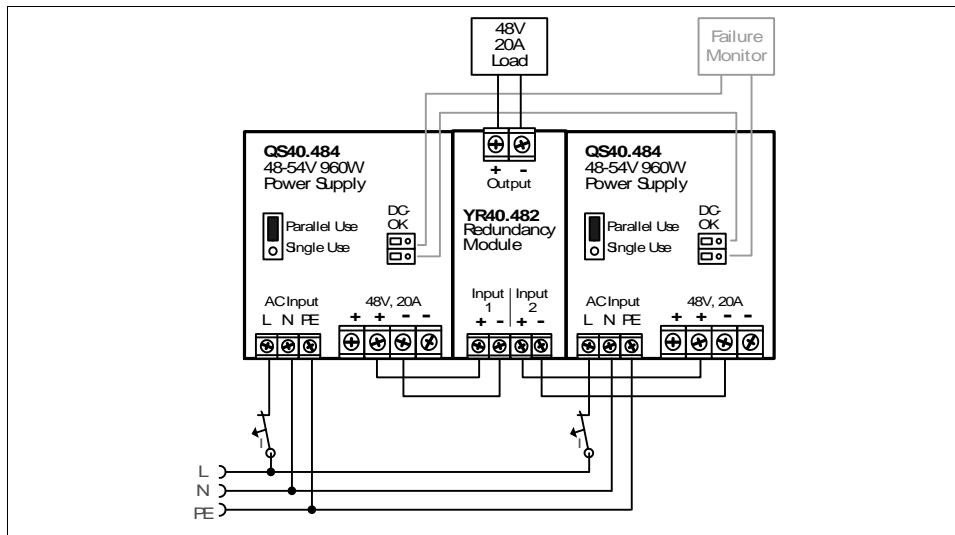 48V
20A
Load
Failure
Monitor
QS40.484
48-54V 960W
Power Supply
Parallel Use
Single Use
DC-
OK
AC Input
L N PE
48V, 20A
+ + - -
+ -
Output
YR40.482
Redundancy
Module
Input
1
Input
2
+ - + -
QS40.484
48-54V 960W
Power Supply
Parallel Use
Single Use
DC-
OK
AC Input
L N PE
48V, 20A
+ + - -
I
I
L
N
PE